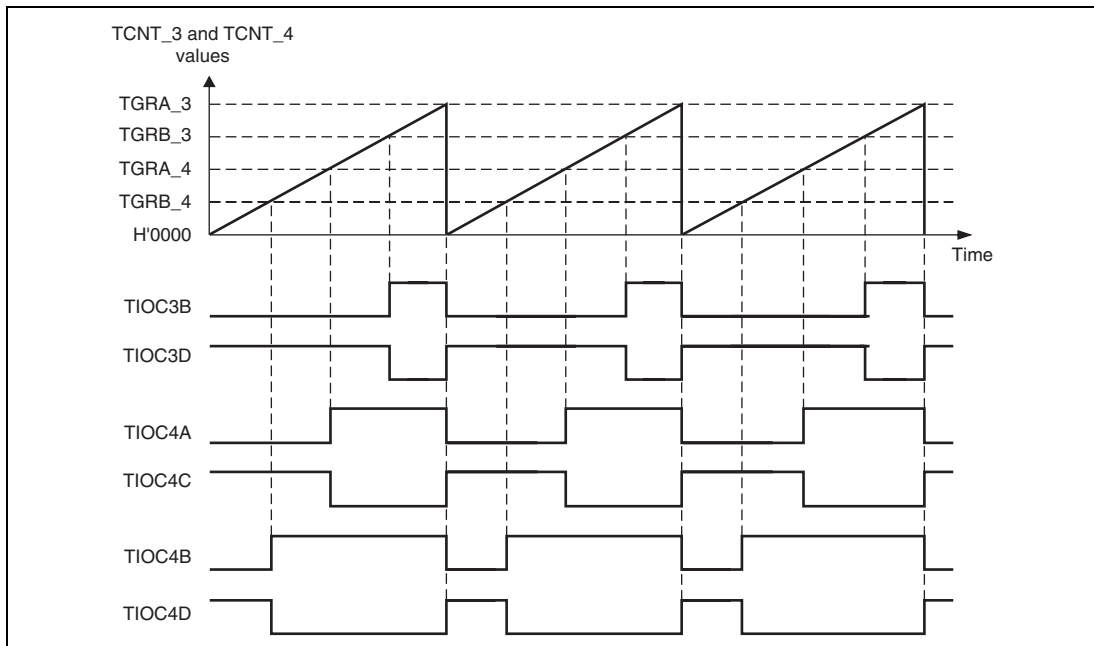 TCNT_3 and TCNT_4
values
TGRA_3
TGRB_3
TGRA_4
TGRB_4
H'0000
Time
TIOC3B
TIOC3D
TIOC4A
TIOC4C
TIOC4B
TIOC4D